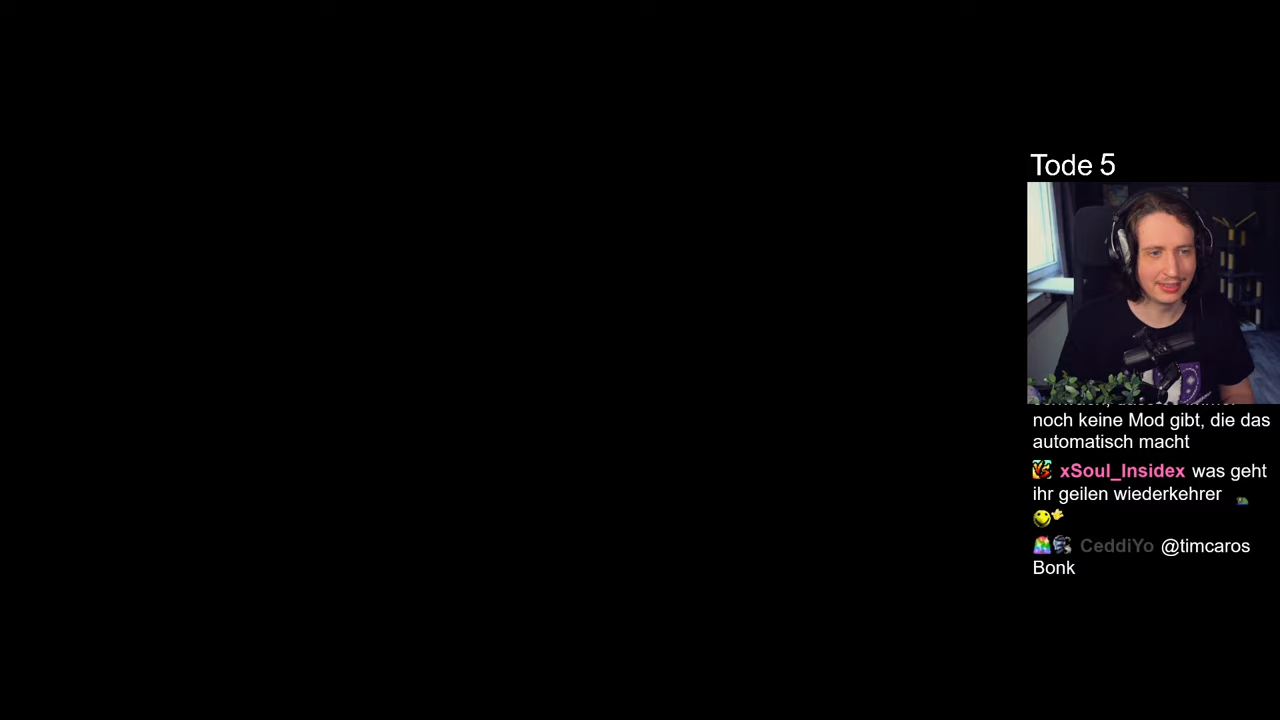 Tode 5
noch keine Mod gibt, die das
automatisch macht
xSoul_Insidex was geht
ihr geilen wiederkehrer
CeddiYo @timcaros
Bonk